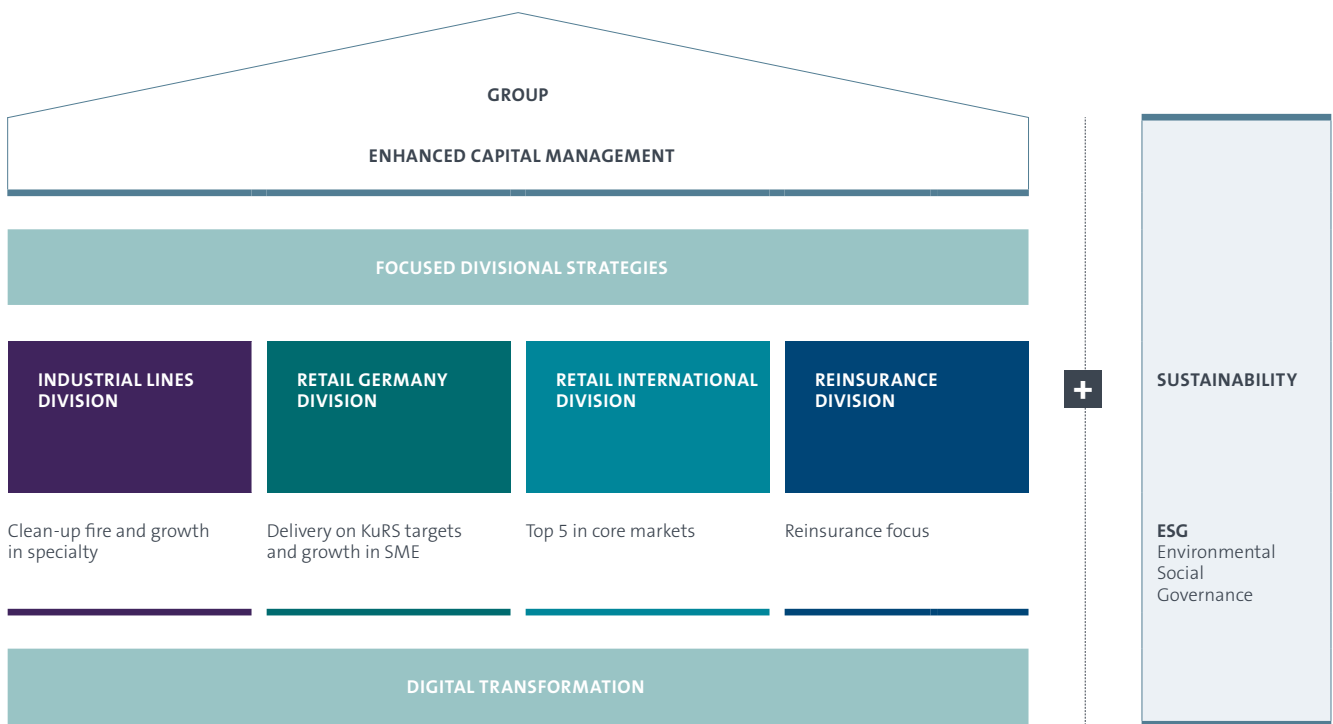 GROUP
ENHANCED CAPITAL MANAGEMENT
FOCUSED DIVISIONAL STRATEGIES
INDUSTRIAL LINES
DIVISION
RETAIL GERMANY
DIVISION
RETAIL INTERNATIONAL
DIVISION
REINSURANCE
DIVISION
+
SUSTAINABILITY
Clean-up fire and growth
in specialty
Delivery on KuRS targets
and growth in SME
Top 5 in core markets
Reinsurance focus
ESG
Environmental
Social
Governance
DIGITAL TRANSFORMATION